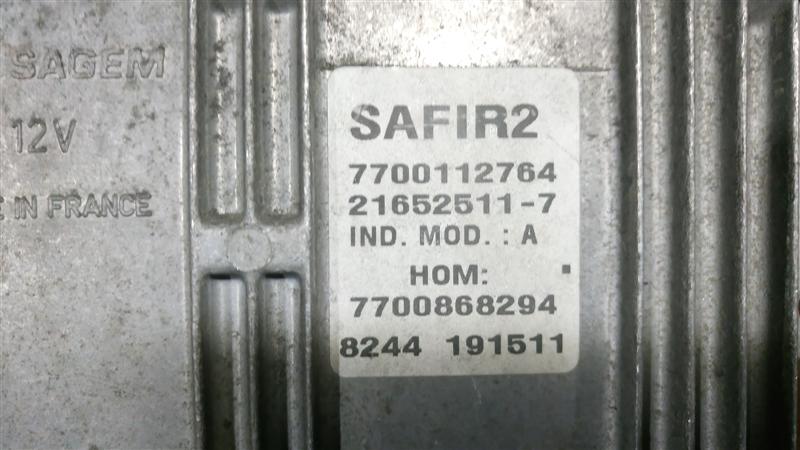 SAGEM
12V
IN FRANCE
SAFIR2
7700112764
21652511-7
IND. MOD. : A
HOM:
7700868294
8244 191511